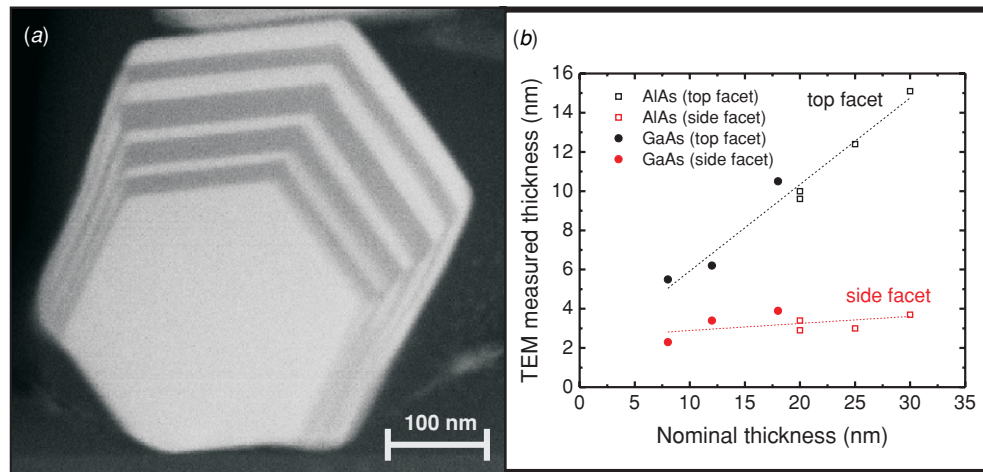 (a)
100 nm
(b)
16
14
12
10
8
6
4
2
0
TEM measured thickness (nm)
AlAs (top facet)
AlAs (side facet)
GaAs (top facet)
GaAs (side facet)
top facet
side facet
0 5 10 15 20 25 30 35
Nominal thickness (nm)